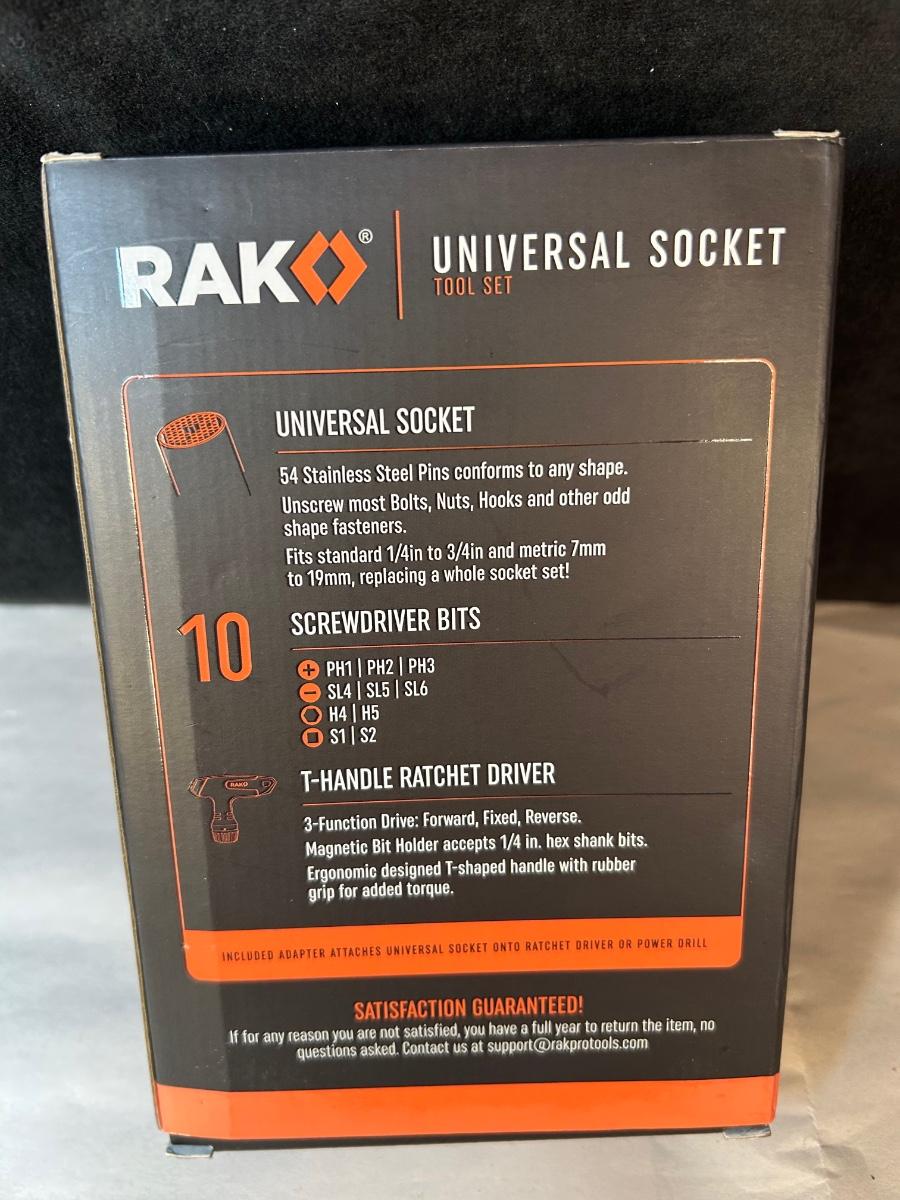 RAKO®
UNIVERSAL SOCKET
TOOL SET
UNIVERSAL SOCKET
54 Stainless Steel Pins conforms to any shape.
Unscrew most Bolts, Nuts, Hooks and other odd
shape fasteners.
Fits standard 1/4in to 3/4in and metric 7mm
to 19mm, replacing a whole socket set!
10
SCREWDRIVER BITS
PH1 | PH2 | PH3
SL4 | SL5 | SL6
H4 | H5
S1 | S2
RAKO
T-HANDLE RATCHET DRIVER
3-Function Drive: Forward, Fixed, Reverse.
Magnetic Bit Holder accepts 1/4 in. hex shank bits.
Ergonomic designed T-shaped handle with rubber
grip for added torque.
INCLUDED ADAPTER ATTACHES UNIVERSAL SOCKET ONTO RATCHET DRIVER OR POWER DRILL
SATISFACTION GUARANTEED!
If for any reason you are not satisfied, you have a full year to return the item, no
questions asked. Contact us at support@rakprotools.com